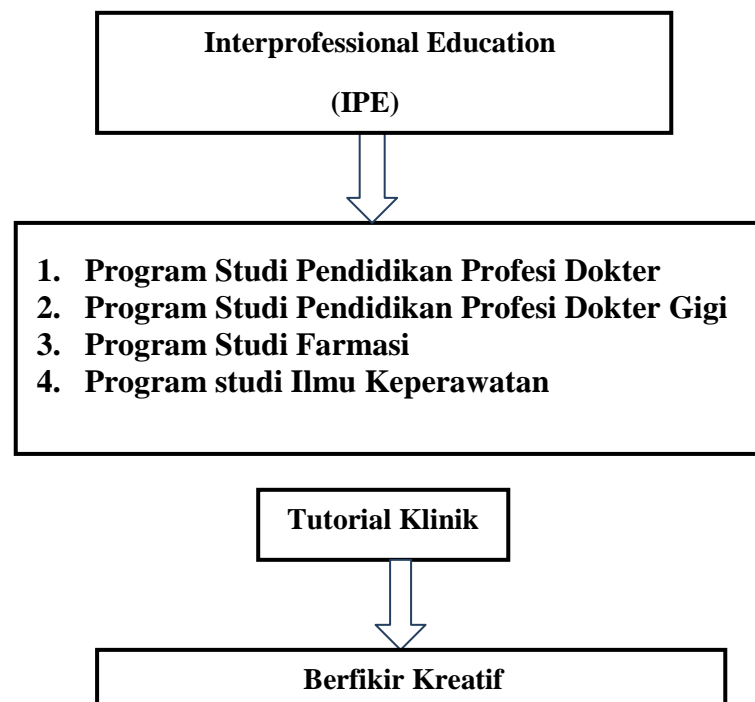 Interprofessional Education
(IPE)
1. Program Studi Pendidikan Profesi Dokter
2. Program Studi Pendidikan Profesi Dokter Gigi
3. Program Studi Farmasi
4. Program studi Ilmu Keperawatan
Tutorial Klinik
Berfikir Kreatif